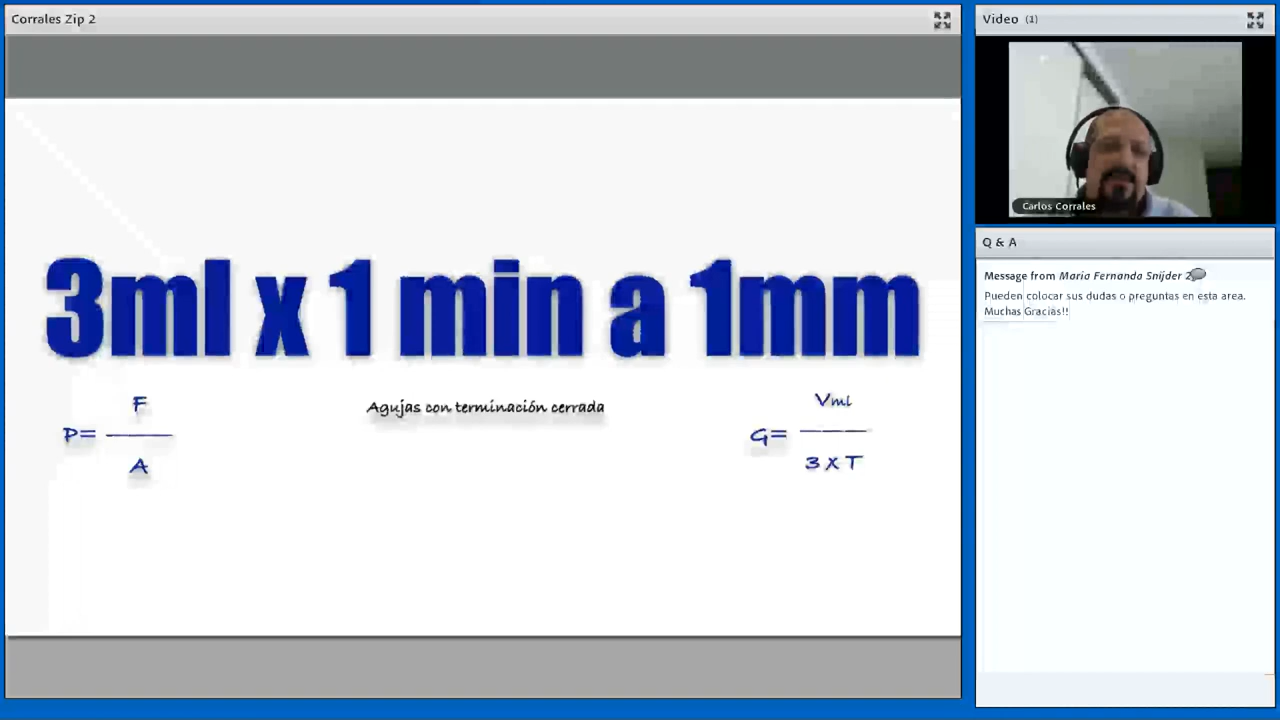 Corrales Zip 2
3ml x 1 min a 1mm
F
P=
A
Agujas con terminación cerrada
Vml
G=
3 x T
Video (1)
Carlos Corrales
Q & A
Message from Maria Fernanda Snijder 2
Pueden colocar sus dudas o preguntas en esta area.
Muchas Gracias!!